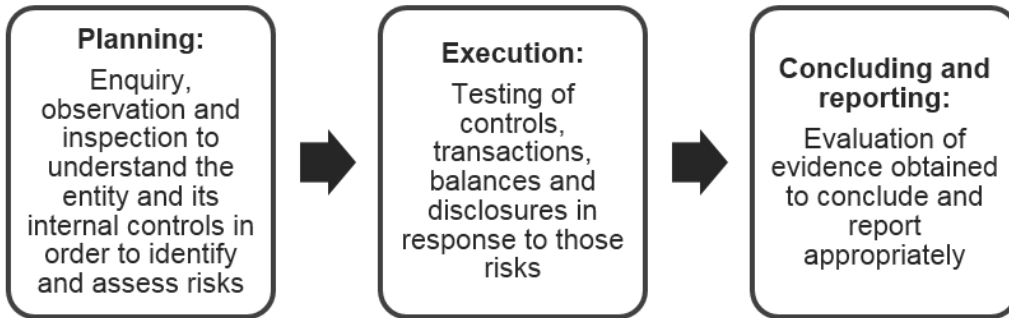 Planning:
Enquiry,
observation and
inspection to
understand the
entity and its
internal controls in
order to identify
and assess risks
Execution:
Testing of
controls,
transactions,
balances and
disclosures in
response to those
risks
Concluding and
reporting:
Evaluation of
evidence obtained
to conclude and
report
appropriately